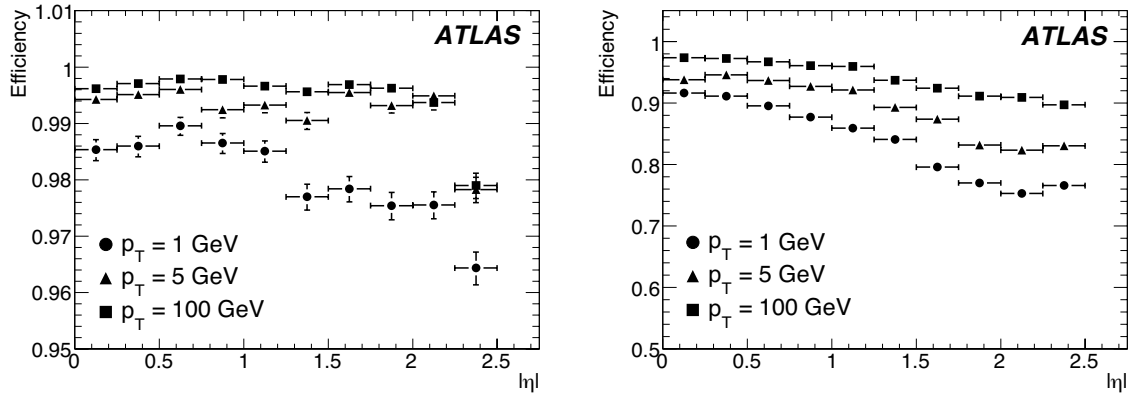 1.01
1
0.99
0.98
0.97
0.96
0.95
Efficiency
ATLAS
p_T = 1 GeV
p_T = 5 GeV
p_T = 100 GeV
0 0.5 1 1.5 2 2.5
|η|
1
0.9
0.8
0.7
0.6
0.5
Efficiency
ATLAS
p_T = 1 GeV
p_T = 5 GeV
p_T = 100 GeV
0 0.5 1 1.5 2 2.5
|η|